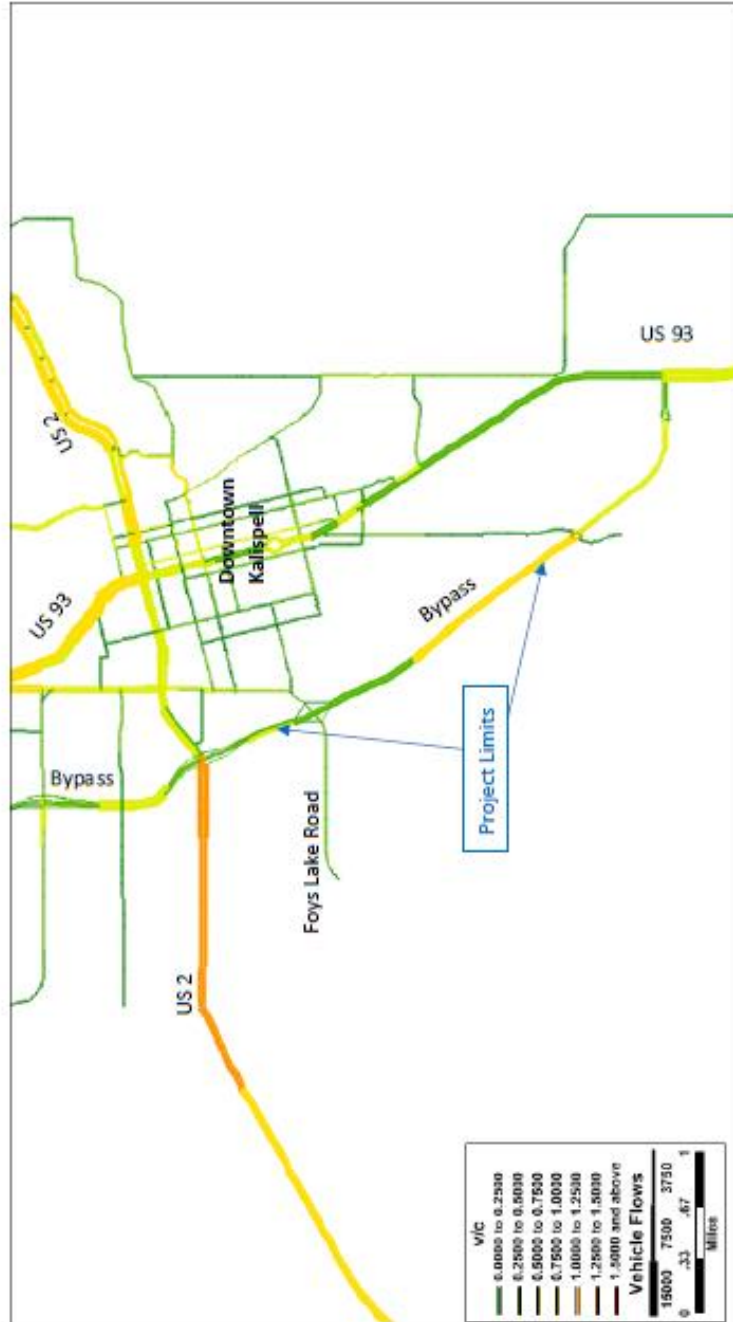 US 2
US 93
US 93
Downtown
Kalispell
Bypass
Bypass
Project Limits
Foys Lake Road
US 2
v/c
0.0000 to 0.2500
0.2500 to 0.5000
0.5000 to 0.7500
0.7500 to 1.0000
1.0000 to 1.2500
1.2500 to 1.5000
1.5000 and above
Vehicle Flows
15000 7500 3750
0 .33 .67 1
Miles